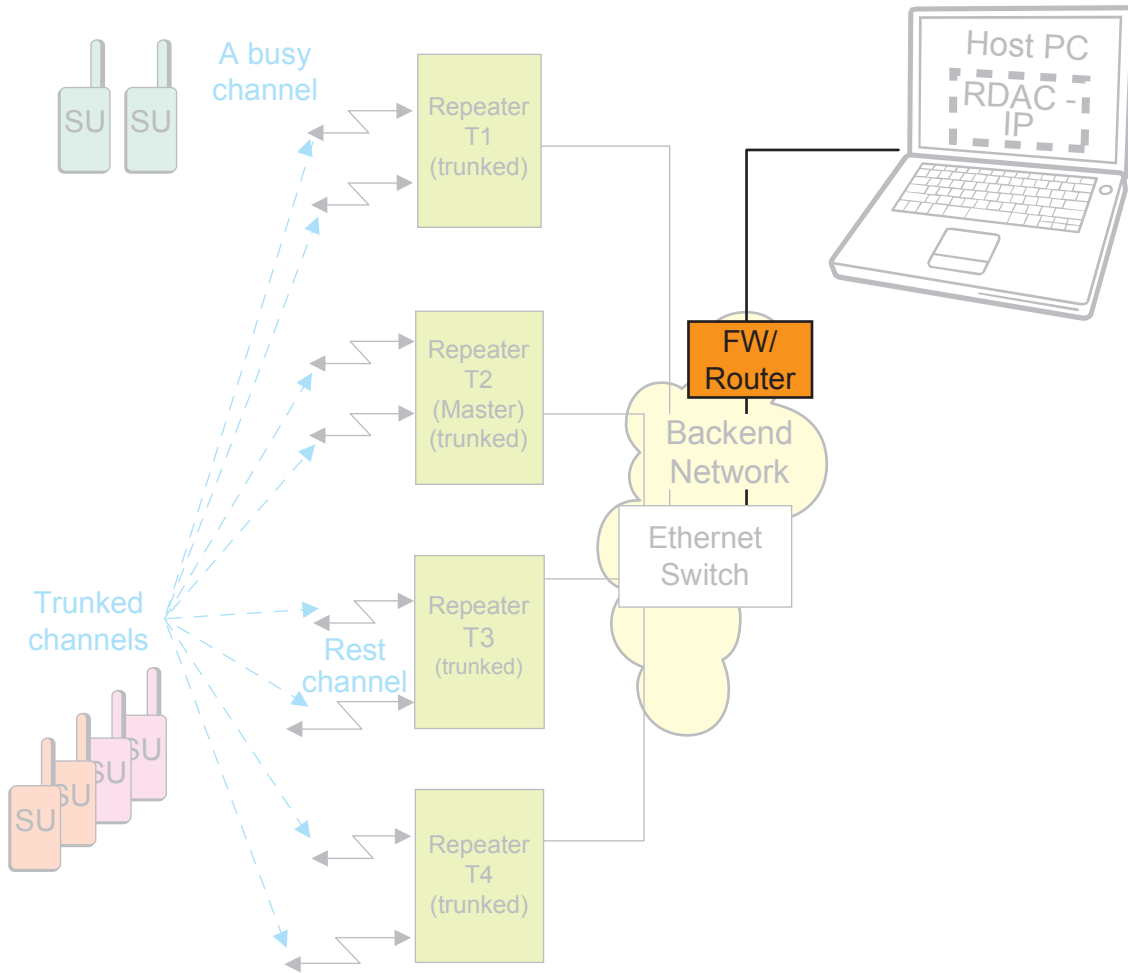 A busy
channel
SU
SU
Repeater
T1
(trunked)
Host PC
RDAC -
IP
Repeater
T2
(Master)
(trunked)
FW/
Router
Backend
Network
Ethernet
Switch
Trunked
channels
Rest
channel
Repeater
T3
(trunked)
SU
SU
SU
SU
Repeater
T4
(trunked)